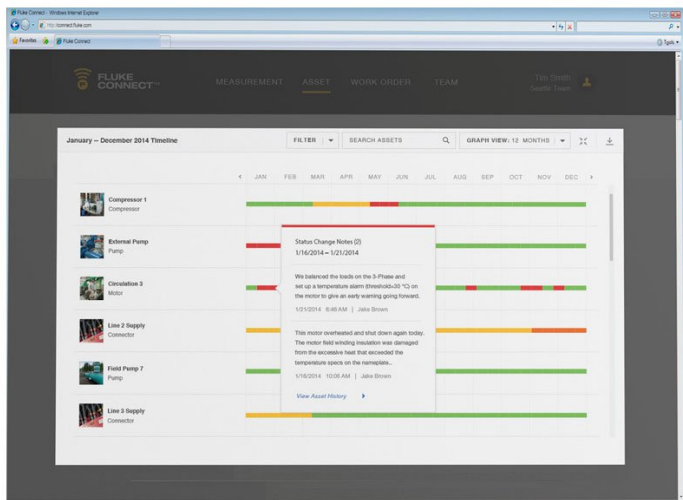 Fluke Connect - Windows Internet Explorer
http://connect.fluke.com
Favorites
Fluke Connect
Tools
FLUKE CONNECT
MEASUREMENT ASSET WORK ORDER TEAM
Tim Smith
Seattle Team
January – December 2014 Timeline
FILTER
SEARCH ASSETS
GRAPH VIEW: 12 MONTHS
JAN FEB MAR APR MAY JUN JUL AUG SEP OCT NOV DEC
Compressor 1
Compressor
External Pump
Pump
Circulation 3
Motor
Line 2 Supply
Connector
Field Pump 7
Pump
Line 3 Supply
Connector
Status Change Notes (2)
1/16/2014 – 1/21/2014
We balanced the loads on the 3-Phase and
set up a temperature alarm (threshold=30 °C) on
the motor to give an early warning going forward.
1/21/2014 6:46 AM | Jake Brown
This motor overheated and shut down again today.
The motor field winding insulation was damaged
from the excessive heat that exceeded the
temperature specs on the nameplate...
1/16/2014 10:05 AM | Jake Brown
View Asset History